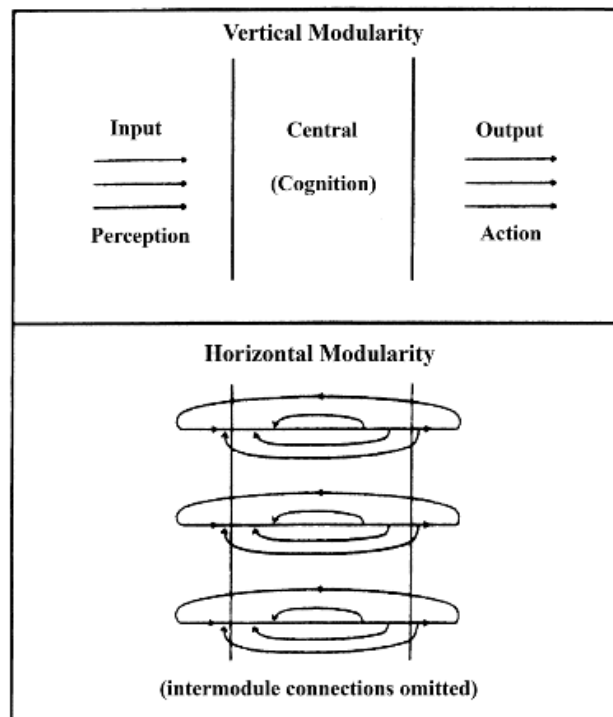 Vertical Modularity
Input
Central
Output
(Cognition)
Perception
Action
Horizontal Modularity
(intermodule connections omitted)